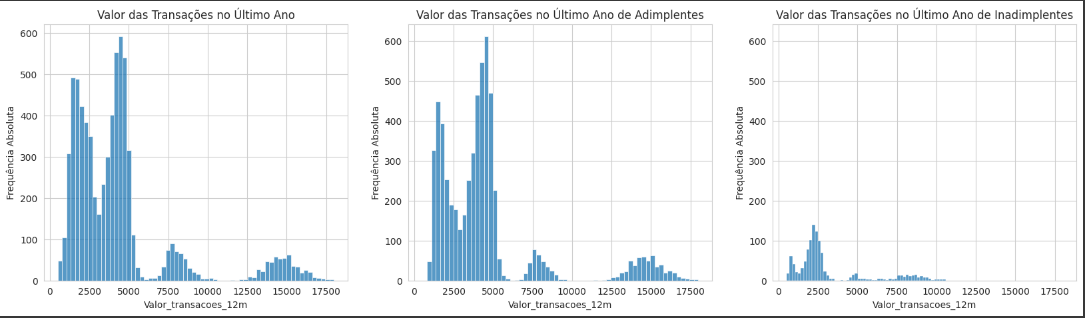 Valor das Transações no Último Ano
600
500
400
300
200
100
0
Frequência Absoluta
0 2500 5000 7500 10000 12500 15000 17500
Valor_transacoes_12m
Valor das Transações no Último Ano de Adimplentes
600
500
400
300
200
100
0
Frequência Absoluta
0 2500 5000 7500 10000 12500 15000 17500
Valor_transacoes_12m
Valor das Transações no Último Ano de Inadimplentes
600
500
400
300
200
100
0
Frequência Absoluta
0 2500 5000 7500 10000 12500 15000 17500
Valor_transacoes_12m